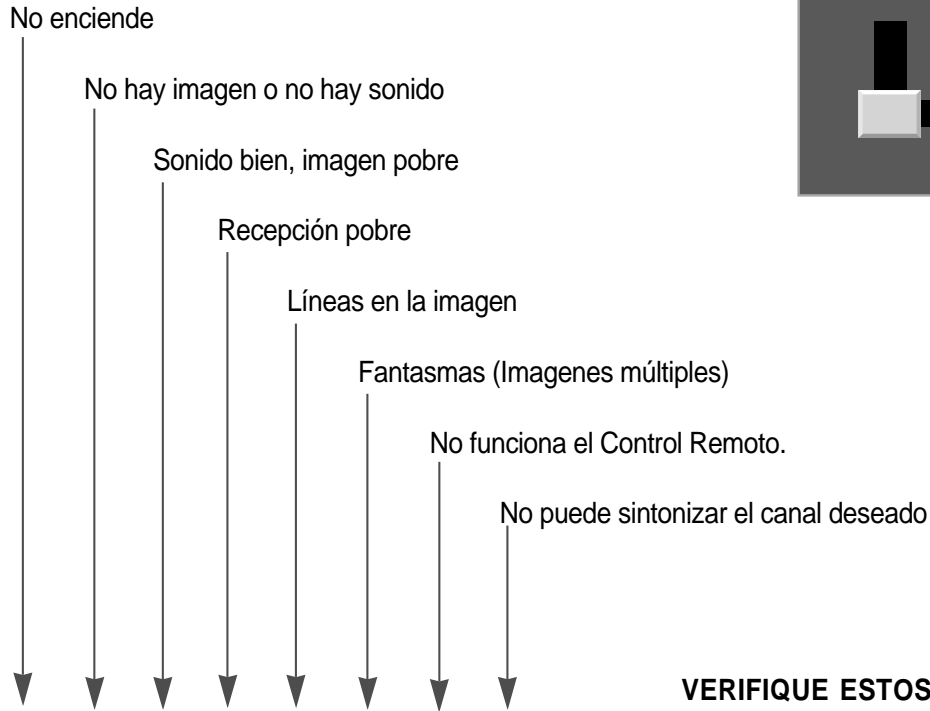 No enciende
No hay imagen o no hay sonido
Sonido bien, imagen pobre
Recepción pobre
Líneas en la imagen
Fantasmas (Imagenes múltiples)
No funciona el Control Remoto.
No puede sintonizar el canal deseado
VERIFIQUE ESTOS